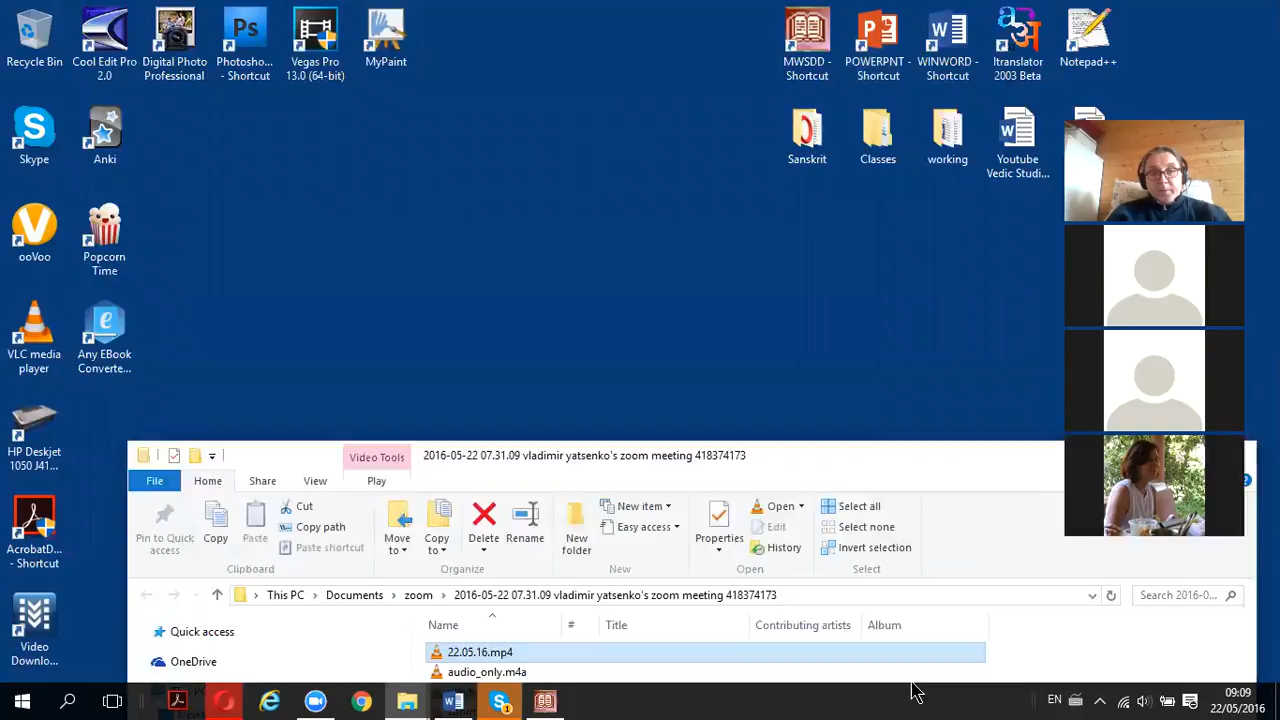 Recycle Bin
Cool Edit Pro
2.0
Digital Photo
Professional
Photosho...
- Shortcut
Vegas Pro
13.0 (64-bit)
MyPaint
MWSDD -
Shortcut
POWERPNT -
Shortcut
WINWORD -
Shortcut
Itranslator
2003 Beta
Notepad++
Skype
Anki
Sanskrit
Classes
working
Youtube
Vedic Studi...
ooVoo
Popcorn
Time
VLC media
player
Any EBook
Converte...
HP Deskjet
1050 J41...
AcrobatD...
- Shortcut
Video
Downlo...
Video Tools
2016-05-22 07.31.09 vladimir yatsenko's zoom meeting 418374173
File
Home
Share
View
Play
Pin to Quick
access
Copy
Paste
Cut
Copy path
Paste shortcut
Move
to
Copy
to
Delete
Rename
New
folder
New item
Easy access
Properties
Open
Edit
History
Select all
Select none
Invert selection
Clipboard
Organize
New
Open
Select
This PC
Documents
zoom
2016-05-22 07.31.09 vladimir yatsenko's zoom meeting 418374173
Search 2016-0...
Quick access
OneDrive
Name
#
Title
Contributing artists
Album
22.05.16.mp4
audio_only.m4a
EN
09:09
22/05/2016